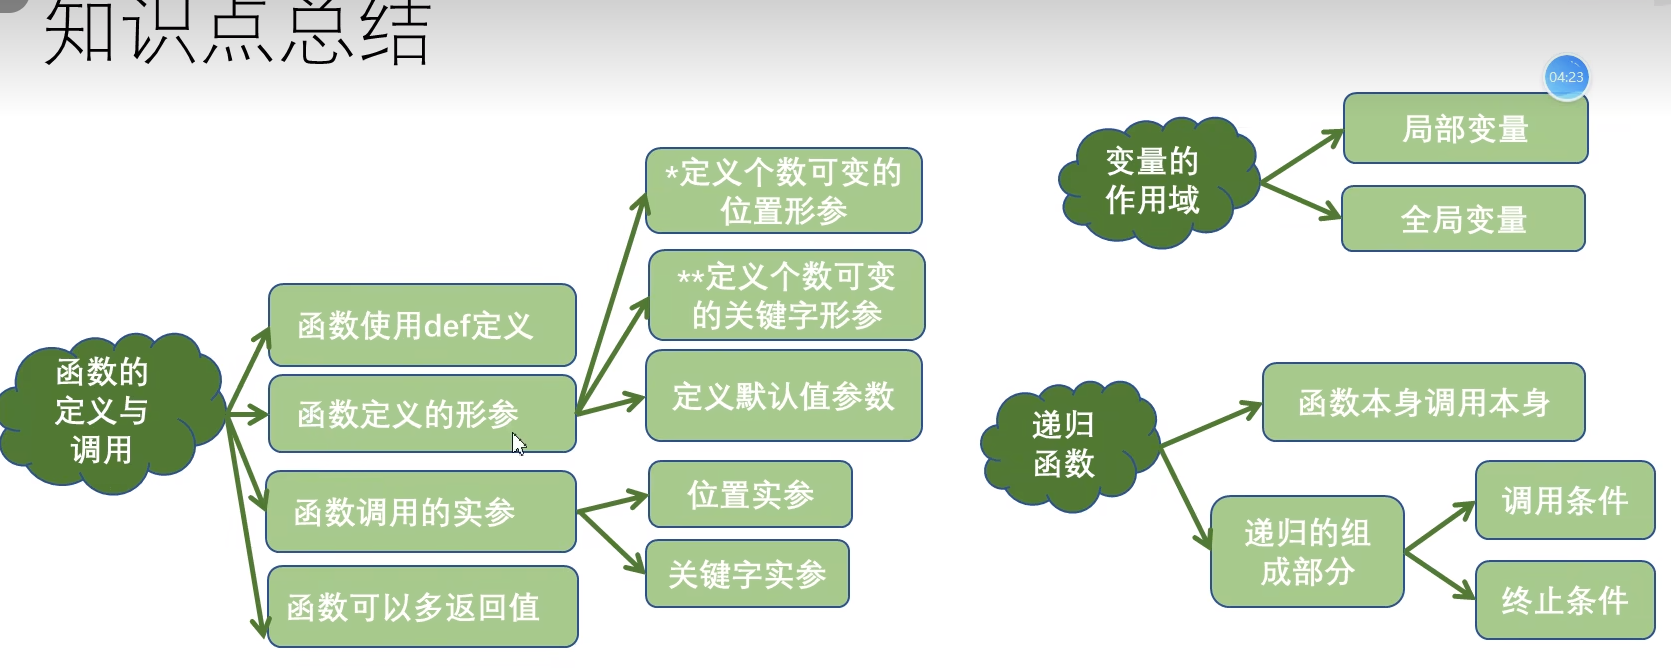 知识点总结
04:23
函数的
定义与
调用
函数使用def定义
函数定义的形参
*定义个数可变的
位置形参
**定义个数可变
的关键字形参
定义默认值参数
函数调用的实参
位置实参
关键字实参
函数可以多返回值
变量的
作用域
局部变量
全局变量
递归
函数
函数本身调用本身
递归的组
成部分
调用条件
终止条件